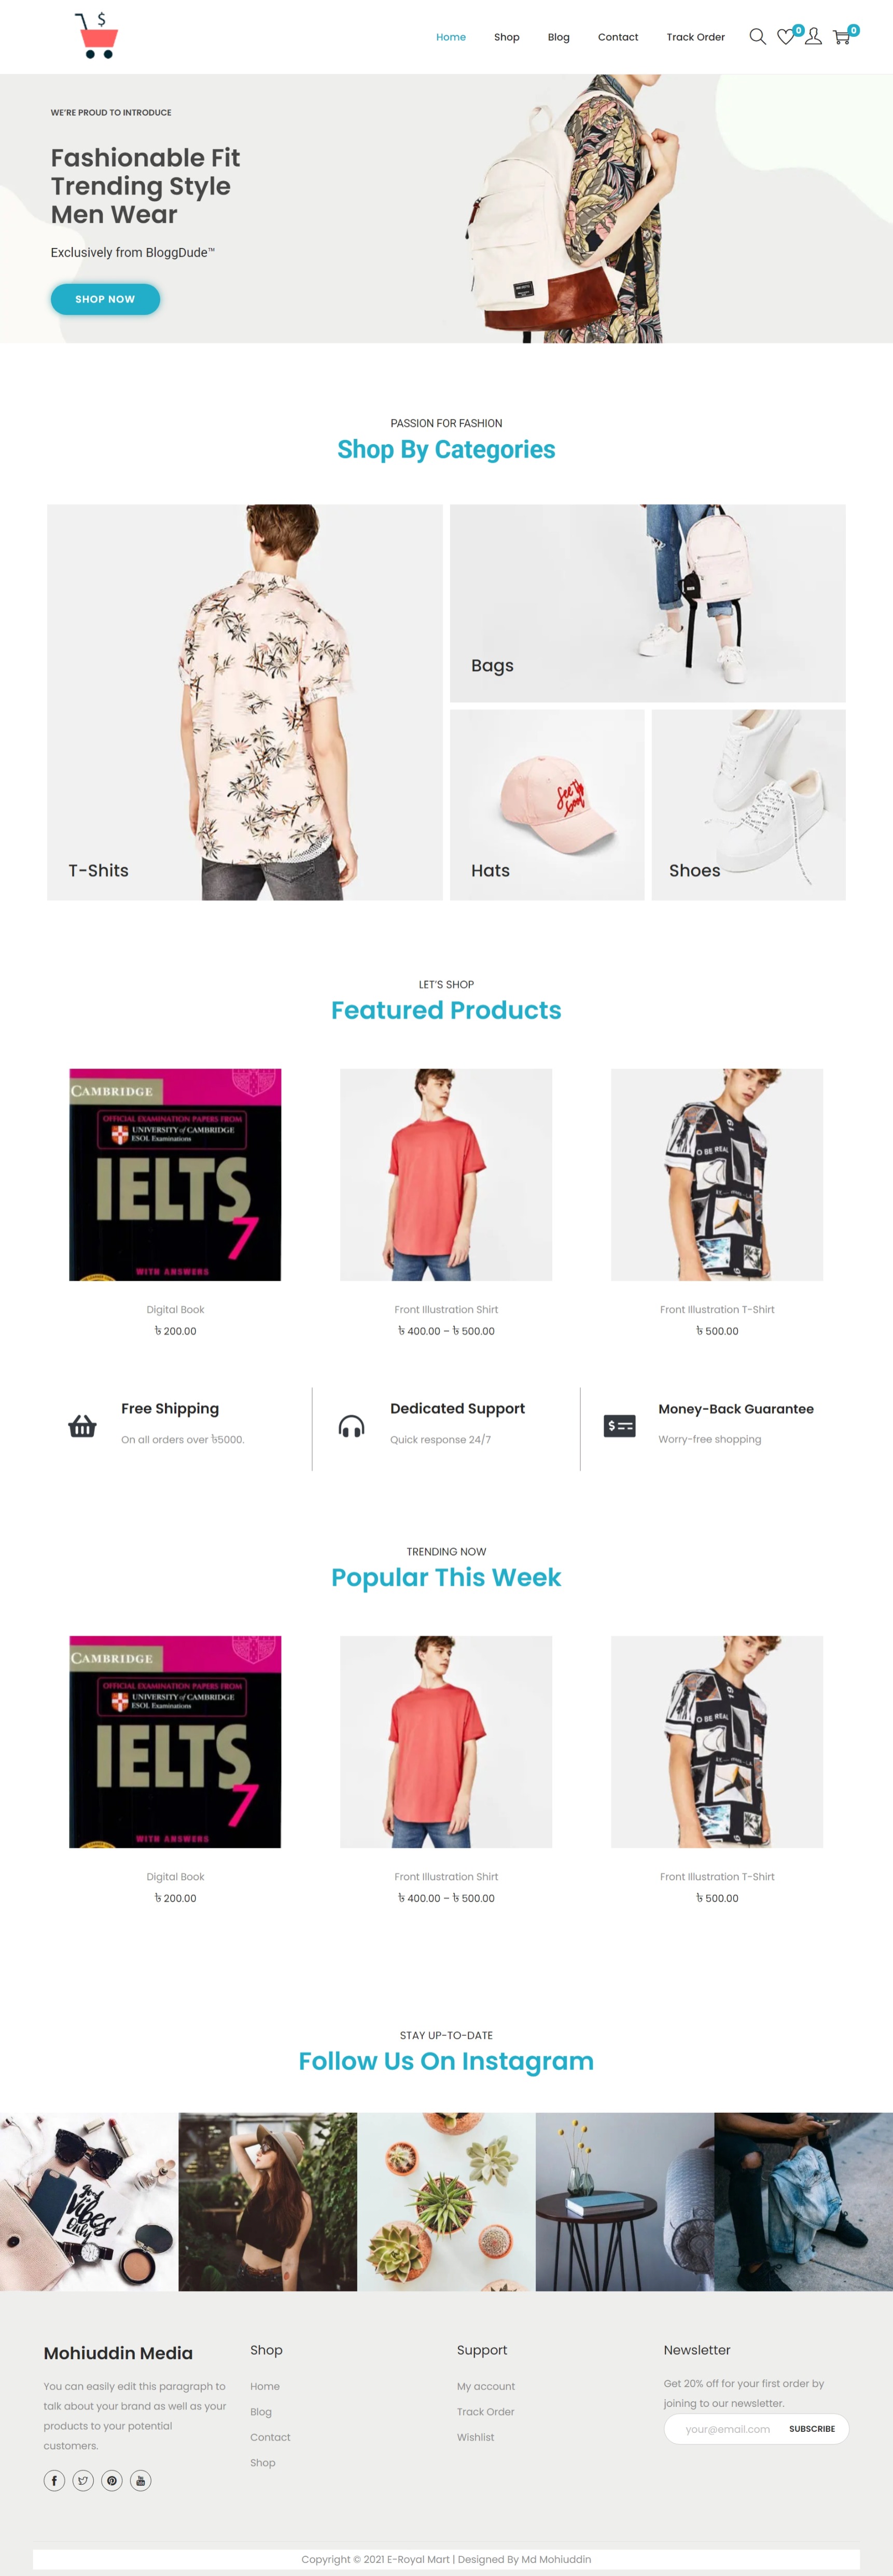 $
Home Shop Blog Contact Track Order 0 0
WE'RE PROUD TO INTRODUCE
Fashionable Fit
Trending Style
Men Wear
Exclusively from BloggDude™
SHOP NOW
PASSION FOR FASHION
Shop By Categories
T-Shits
Bags
Hats
Shoes
LET'S SHOP
Featured Products
CAMBRIDGE
OFFICIAL EXAMINATION PAPERS FROM
UNIVERSITY of CAMBRIDGE
ESOL Examinations
IELTS
7
WITH ANSWERS
O BE REAL
Digital Book
৳ 200.00
Front Illustration Shirt
৳ 400.00 – ৳ 500.00
Front Illustration T-Shirt
৳ 500.00
Free Shipping
On all orders over ৳5000.
Dedicated Support
Quick response 24/7
Money-Back Guarantee
Worry-free shopping
TRENDING NOW
Popular This Week
CAMBRIDGE
OFFICIAL EXAMINATION PAPERS FROM
UNIVERSITY of CAMBRIDGE
ESOL Examinations
IELTS
7
WITH ANSWERS
O BE REAL
Digital Book
৳ 200.00
Front Illustration Shirt
৳ 400.00 – ৳ 500.00
Front Illustration T-Shirt
৳ 500.00
STAY UP-TO-DATE
Follow Us On Instagram
good
Vibes
Only
Mohiuddin Media
You can easily edit this paragraph to
talk about your brand as well as your
products to your potential
customers.
Shop
Home
Blog
Contact
Shop
Support
My account
Track Order
Wishlist
Newsletter
Get 20% off for your first order by
joining to our newsletter.
your@email.com SUBSCRIBE
Copyright © 2021 E-Royal Mart | Designed By Md Mohiuddin